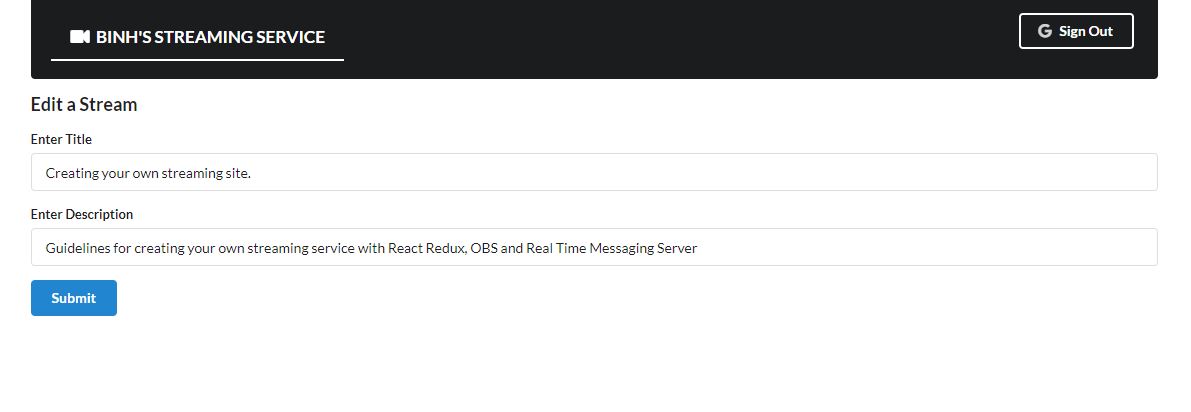 BINH'S STREAMING SERVICE
Sign Out
Edit a Stream
Enter Title
Creating your own streaming site.
Enter Description
Guidelines for creating your own streaming service with React Redux, OBS and Real Time Messaging Server
Submit